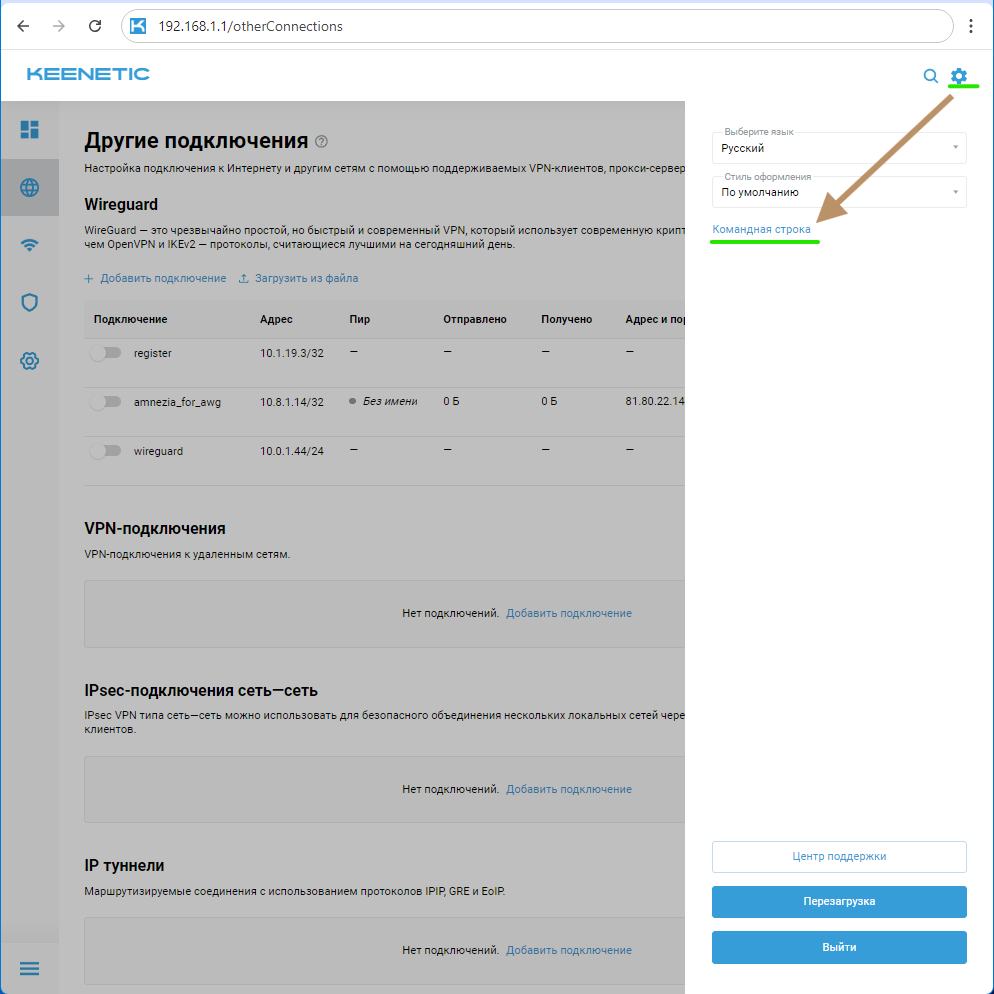 192.168.1.1/otherConnections
KEENETIC
Другие подключения
Настройка подключения к Интернету и другим сетям с помощью поддерживаемых VPN-клиентов, прокси-сервер
Wireguard
WireGuard — это чрезвычайно простой, но быстрый и современный VPN, который использует современную крипт
чем OpenVPN и IKEv2 — протоколы, считающиеся лучшими на сегодняшний день.
+ Добавить подключение Загрузить из файла
Подключение Адрес Пир Отправлено Получено Адрес и пор
register 10.1.19.3/32 — — — —
amnezia_for_awg 10.8.1.14/32 Без имени 0 Б 0 Б 81.80.22.14
wireguard 10.0.1.44/24 — — — —
VPN-подключения
VPN-подключения к удаленным сетям.
Нет подключений. Добавить подключение
IPsec-подключения сеть—сеть
IPsec VPN типа сеть—сеть можно использовать для безопасного объединения нескольких локальных сетей чере
клиентов.
Нет подключений. Добавить подключение
IP туннели
Маршрутизируемые соединения с использованием протоколов IPIP, GRE и EoIP.
Нет подключений. Добавить подключение
Выберите язык
Русский
Стиль оформления
По умолчанию
Командная строка
Центр поддержки
Перезагрузка
Выйти